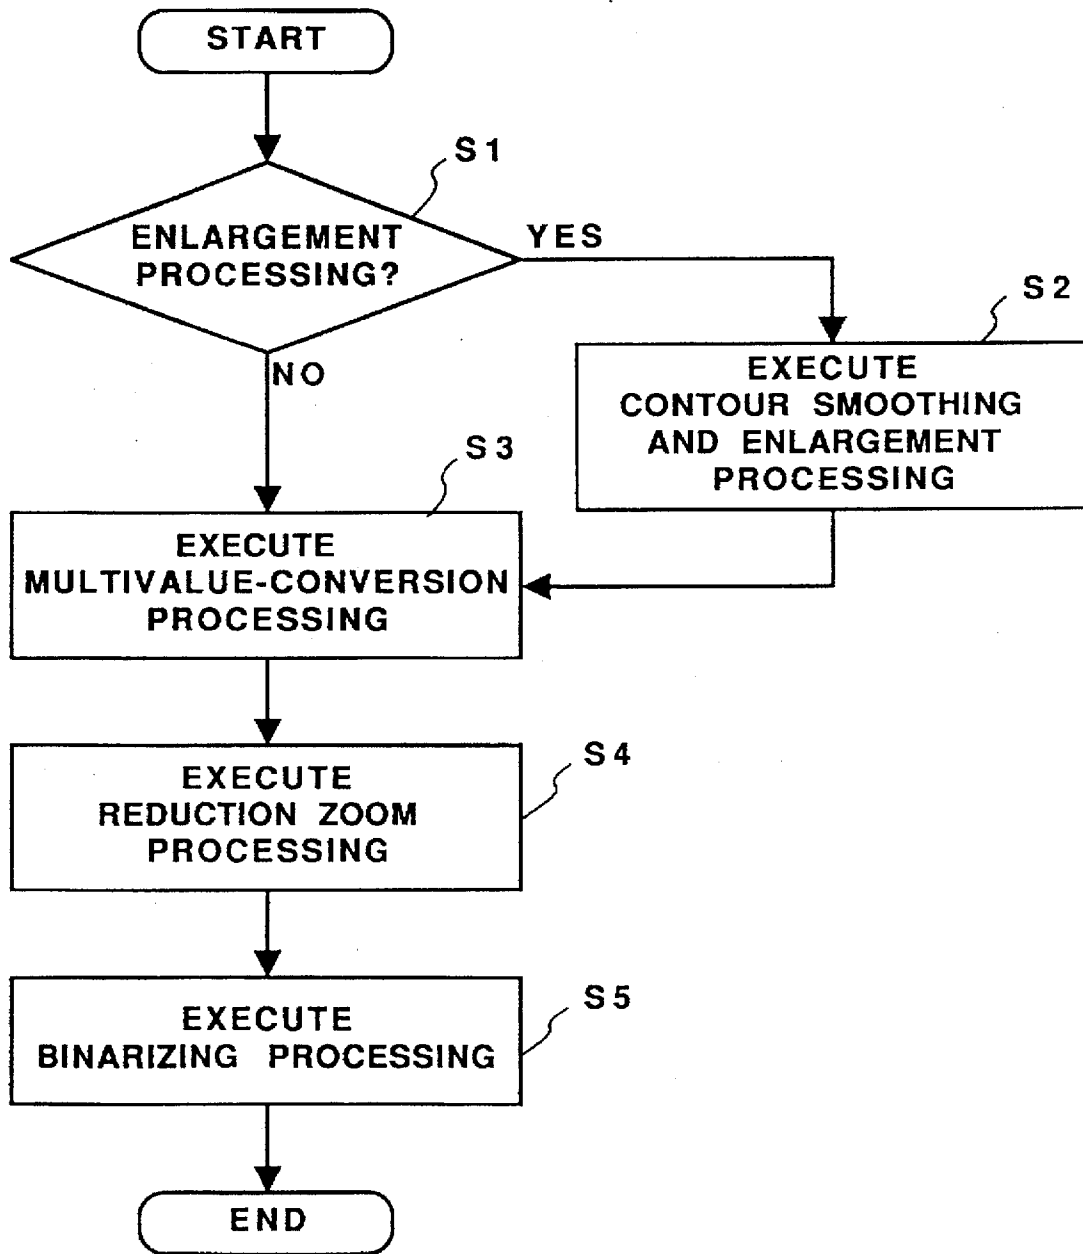 START
S1
ENLARGEMENT
PROCESSING?
YES
NO
S2
EXECUTE
CONTOUR SMOOTHING
AND ENLARGEMENT
PROCESSING
S3
EXECUTE
MULTIVALUE-CONVERSION
PROCESSING
S4
EXECUTE
REDUCTION ZOOM
PROCESSING
S5
EXECUTE
BINARIZING PROCESSING
END